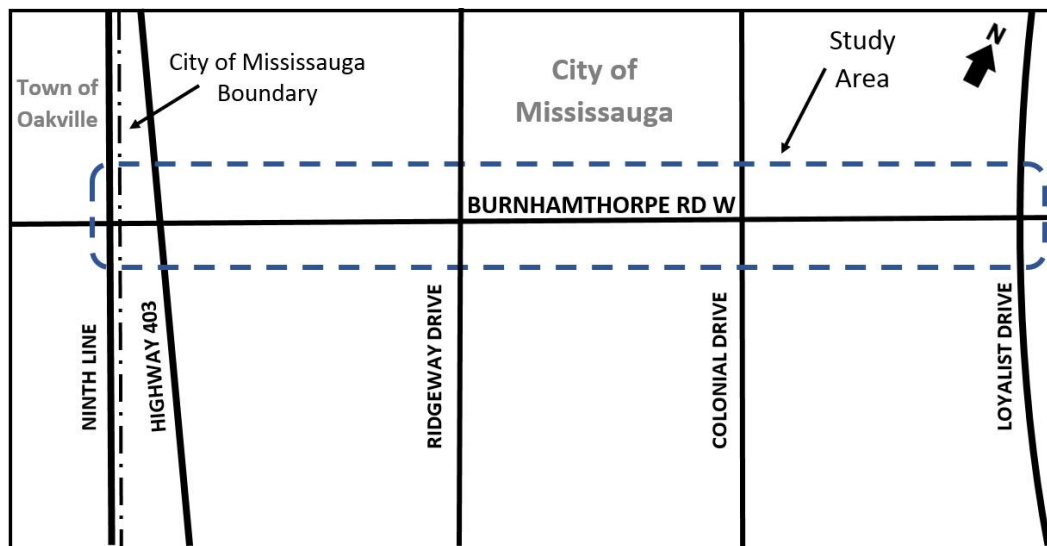 Town of
Oakville
City of Mississauga
Boundary
City of
Mississauga
Study
Area
N
BURNHAMTHORPE RD W
NINTH LINE
HIGHWAY 403
RIDGEWAY DRIVE
COLONIAL DRIVE
LOYALIST DRIVE